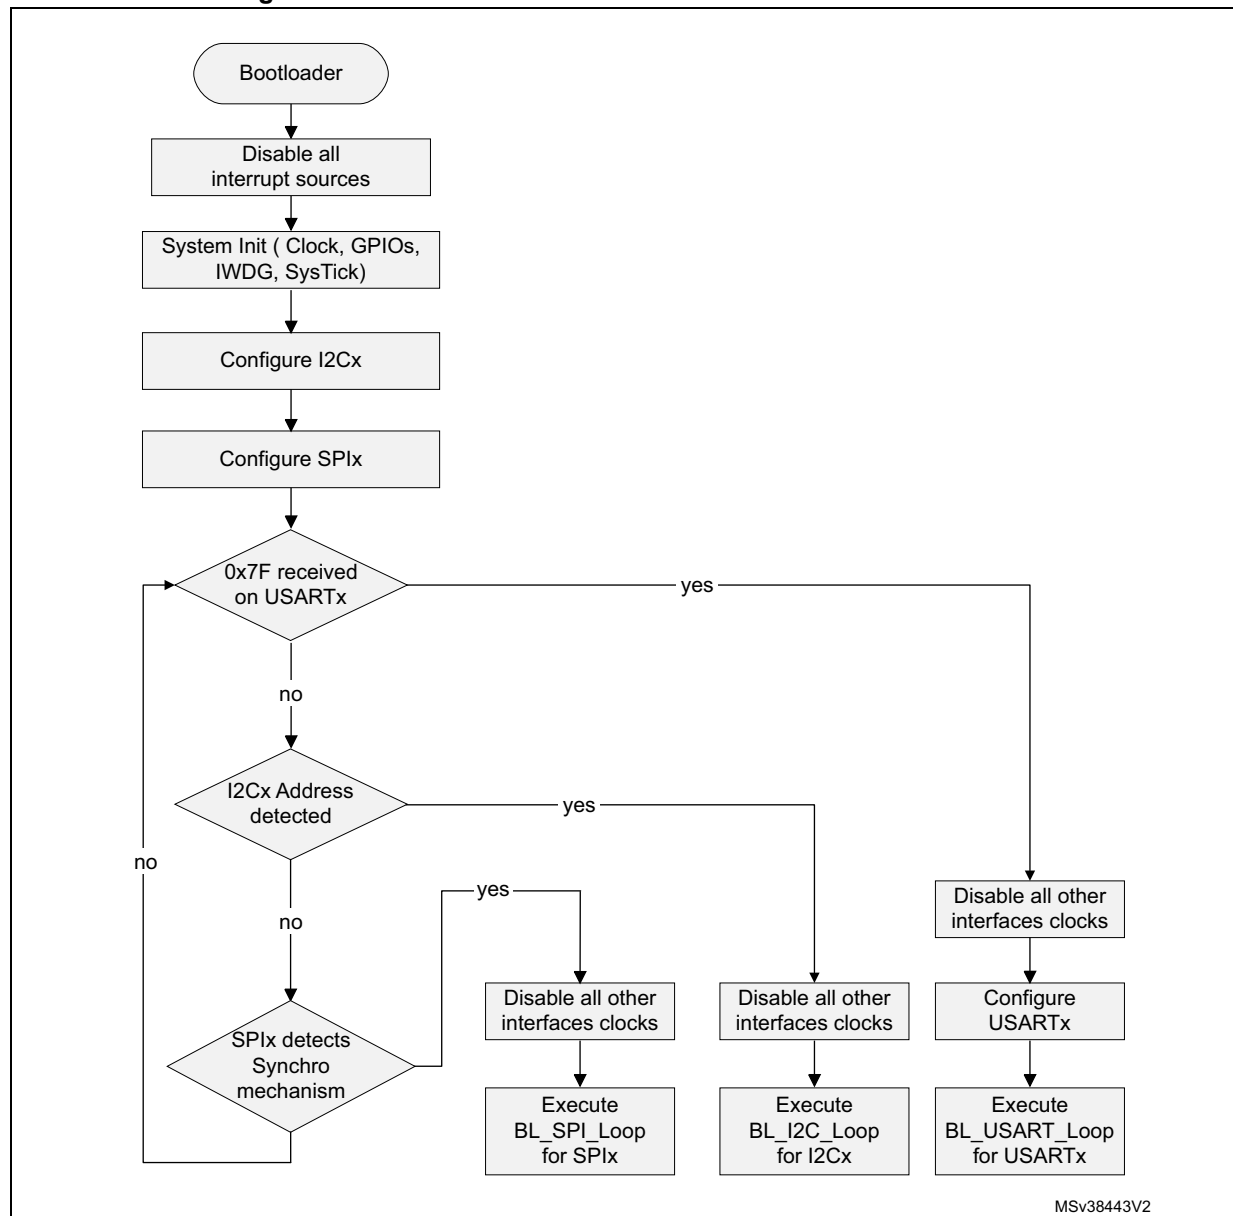 Bootloader
Disable all
interrupt sources
System Init ( Clock, GPIOs,
IWDG, SysTick)
Configure I2Cx
Configure SPIx
0x7F received
on USARTx
yes
no
I2Cx Address
detected
yes
no
no
yes
Disable all other
interfaces clocks
SPIx detects
Synchro
mechanism
Disable all other
interfaces clocks
Disable all other
interfaces clocks
Configure
USARTx
Execute
BL_SPI_Loop
for SPIx
Execute
BL_I2C_Loop
for I2Cx
Execute
BL_USART_Loop
for USARTx
MSv38443V2